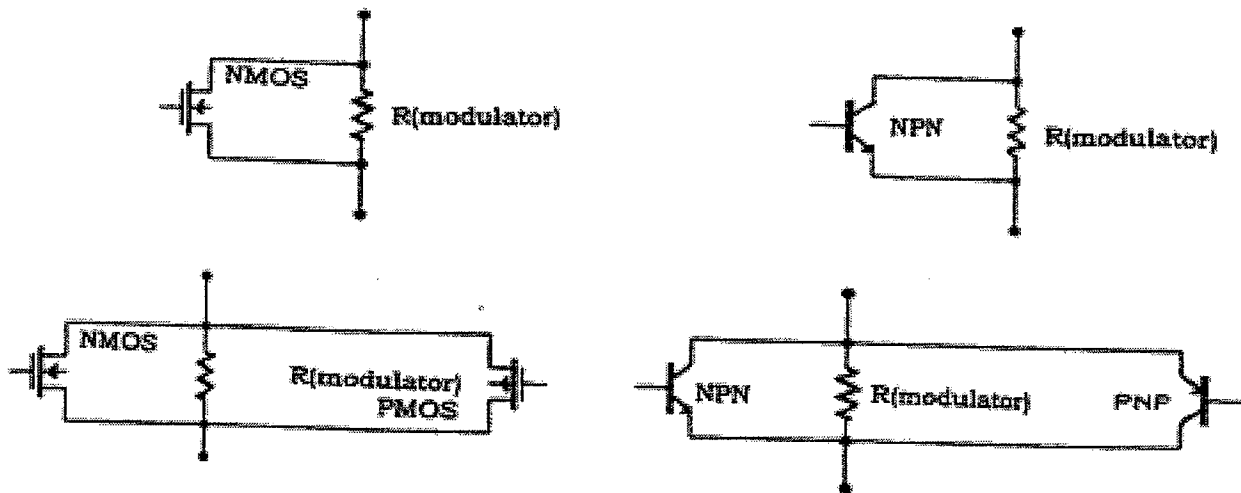 NMOS
R(modulator)
NPN
R(modulator)
NMOS
R(modulator)
PMOS
NPN
R(modulator)
PNP